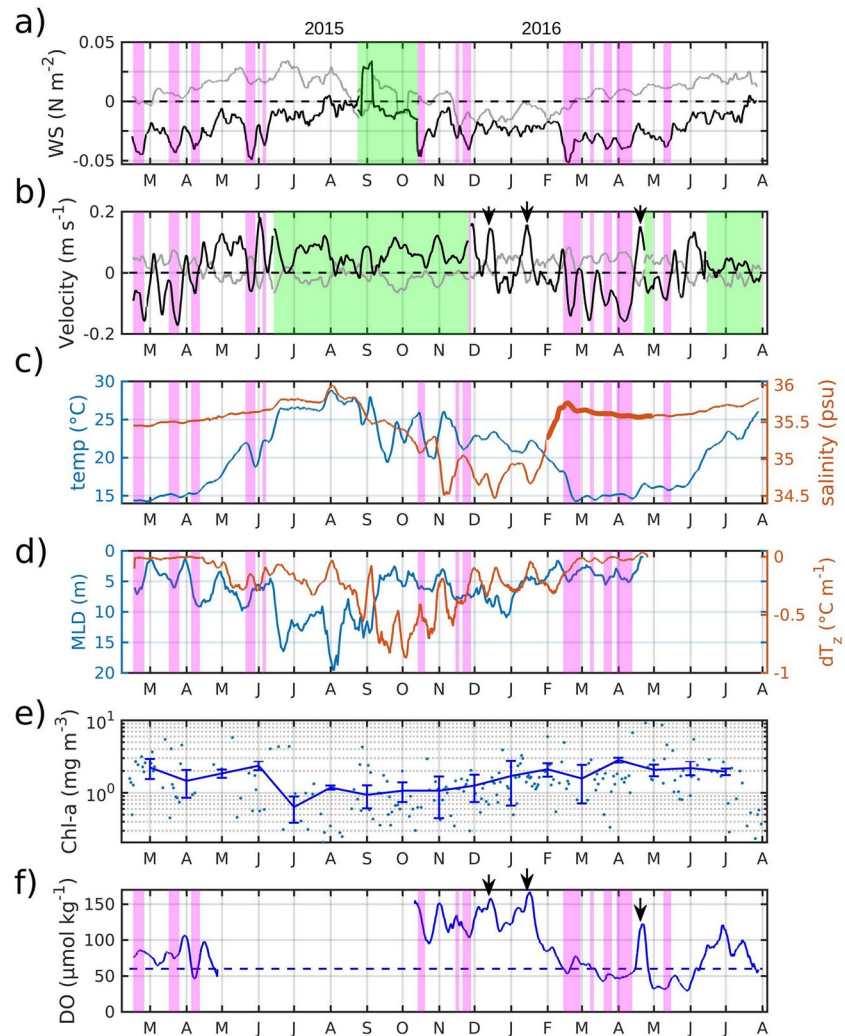 2015 2016
a)
WS (N m⁻²)
0.05
0
-0.05
M A M J J A S O N D J F M A M J J A
b)
Velocity (m s⁻¹)
0.2
0
-0.2
M A M J J A S O N D J F M A M J J A
c)
temp (°C)
30
25
20
15
36
35.5
35
34.5
salinity (psu)
M A M J J A S O N D J F M A M J J A
d)
MLD (m)
0
5
10
15
20
0
-0.5
-1
dT_z (°C m⁻¹)
M A M J J A S O N D J F M A M J J A
e)
Chl-a (mg m⁻³)
10¹
10⁰
M A M J J A S O N D J F M A M J J A
f)
DO (μmol kg⁻¹)
150
100
50
0
M A M J J A S O N D J F M A M J J A